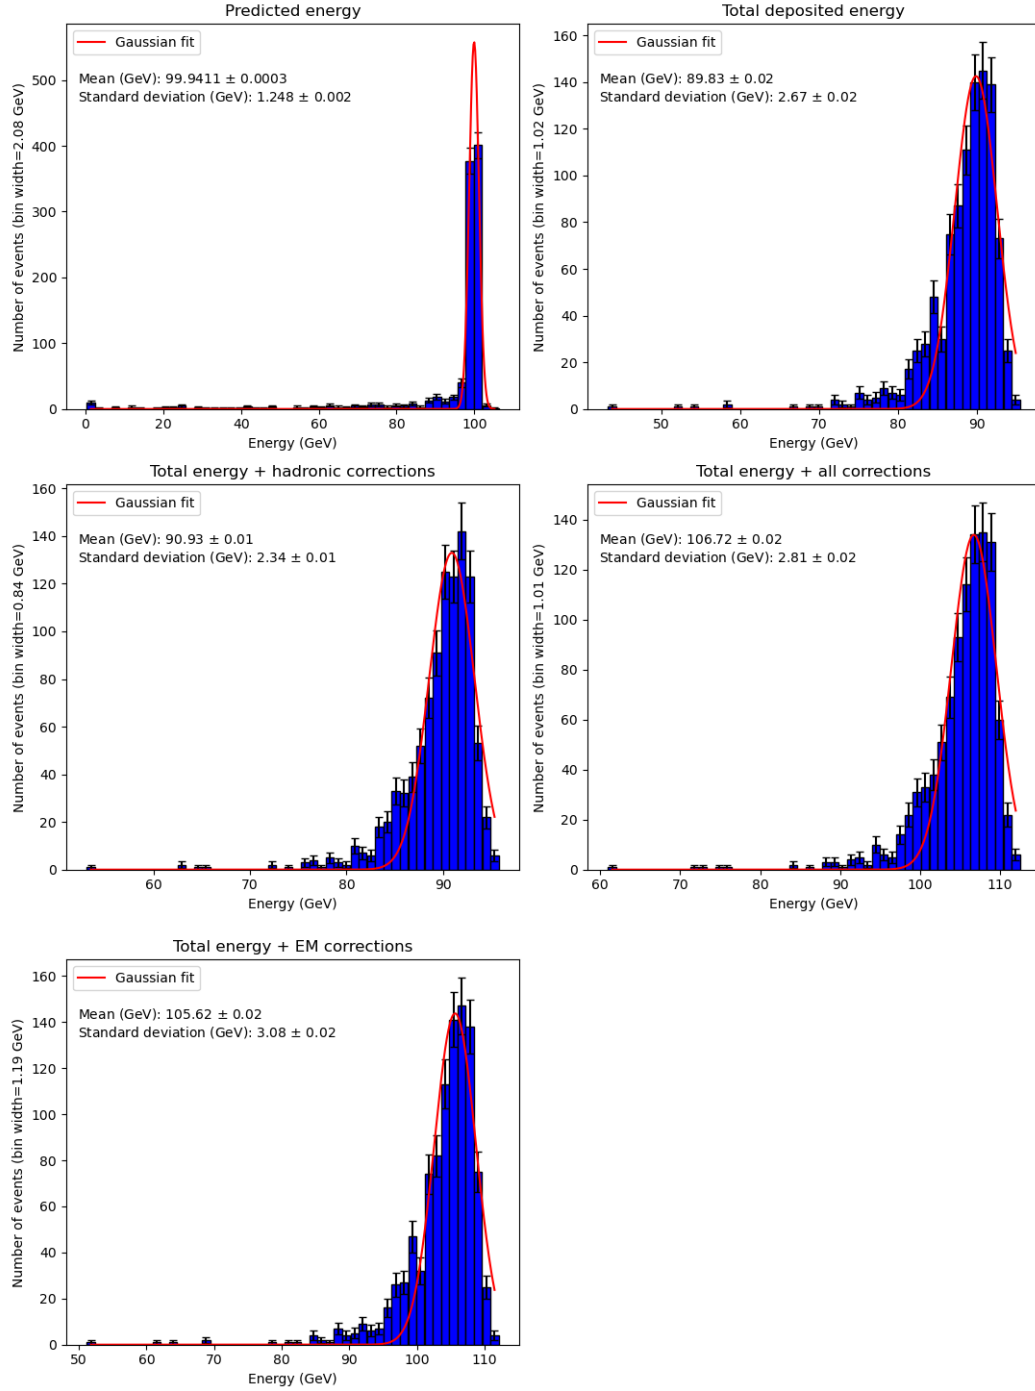 Predicted energy
Gaussian fit
Mean (GeV): 99.9411 ± 0.0003
Standard deviation (GeV): 1.248 ± 0.002
Number of events (bin width=2.08 GeV)
0
100
200
300
400
500
0
20
40
60
80
100
Energy (GeV)
Total deposited energy
Gaussian fit
Mean (GeV): 89.83 ± 0.02
Standard deviation (GeV): 2.67 ± 0.02
Number of events (bin width=1.02 GeV)
0
20
40
60
80
100
120
140
160
50
60
70
80
90
Energy (GeV)
Total energy + hadronic corrections
Gaussian fit
Mean (GeV): 90.93 ± 0.01
Standard deviation (GeV): 2.34 ± 0.01
Number of events (bin width=0.84 GeV)
0
20
40
60
80
100
120
140
160
60
70
80
90
Energy (GeV)
Total energy + all corrections
Gaussian fit
Mean (GeV): 106.72 ± 0.02
Standard deviation (GeV): 2.81 ± 0.02
Number of events (bin width=1.01 GeV)
0
20
40
60
80
100
120
140
60
70
80
90
100
110
Energy (GeV)
Total energy + EM corrections
Gaussian fit
Mean (GeV): 105.62 ± 0.02
Standard deviation (GeV): 3.08 ± 0.02
Number of events (bin width=1.19 GeV)
0
20
40
60
80
100
120
140
160
50
60
70
80
90
100
110
Energy (GeV)